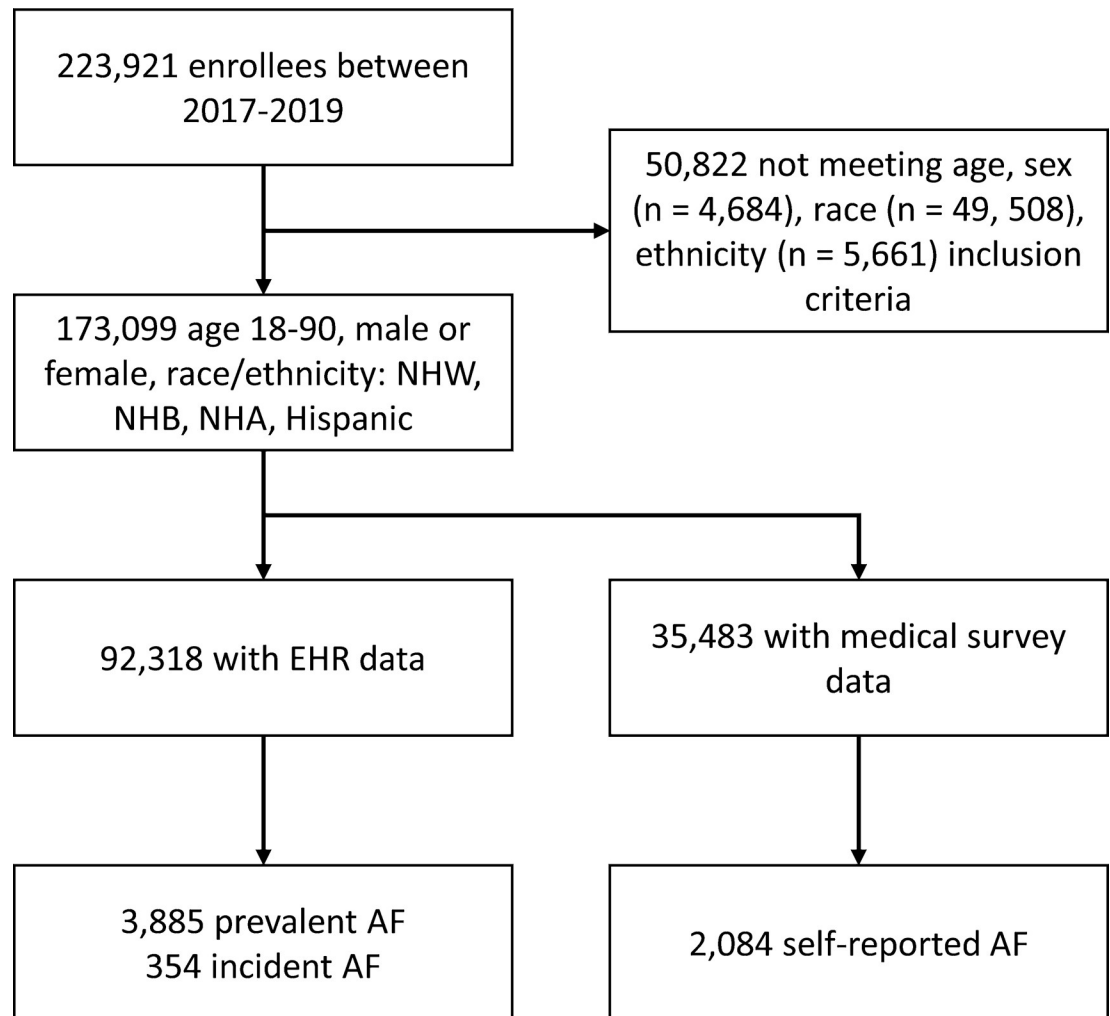 223,921 enrollees between
2017-2019
50,822 not meeting age, sex
(n = 4,684), race (n = 49, 508),
ethnicity (n = 5,661) inclusion
criteria
173,099 age 18-90, male or
female, race/ethnicity: NHW,
NHB, NHA, Hispanic
92,318 with EHR data
35,483 with medical survey
data
3,885 prevalent AF
354 incident AF
2,084 self-reported AF